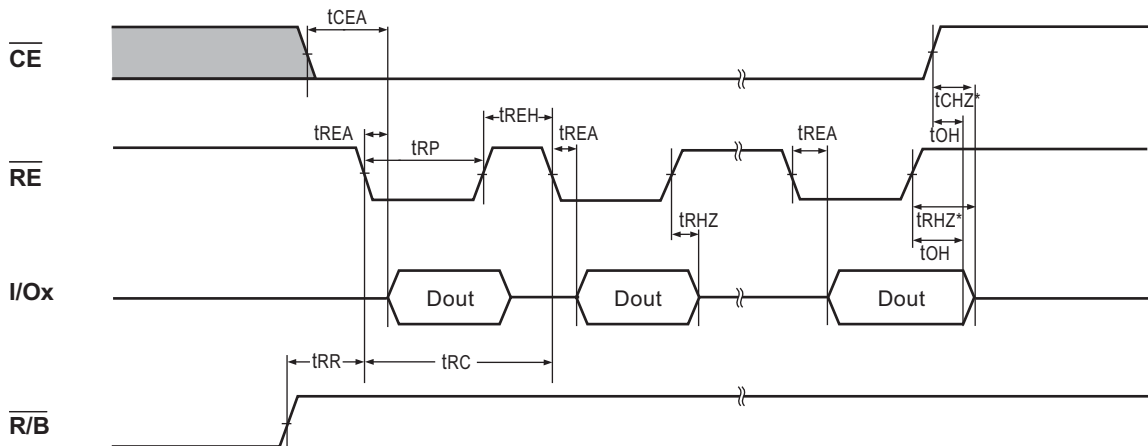 tCEA
CE
tCHZ*
tREH
tREA
tREA
tREA
tOH
tRP
RE
tRHZ
tRHZ*
tOH
I/Ox
Dout
Dout
Dout
tRR
tRC
R/B